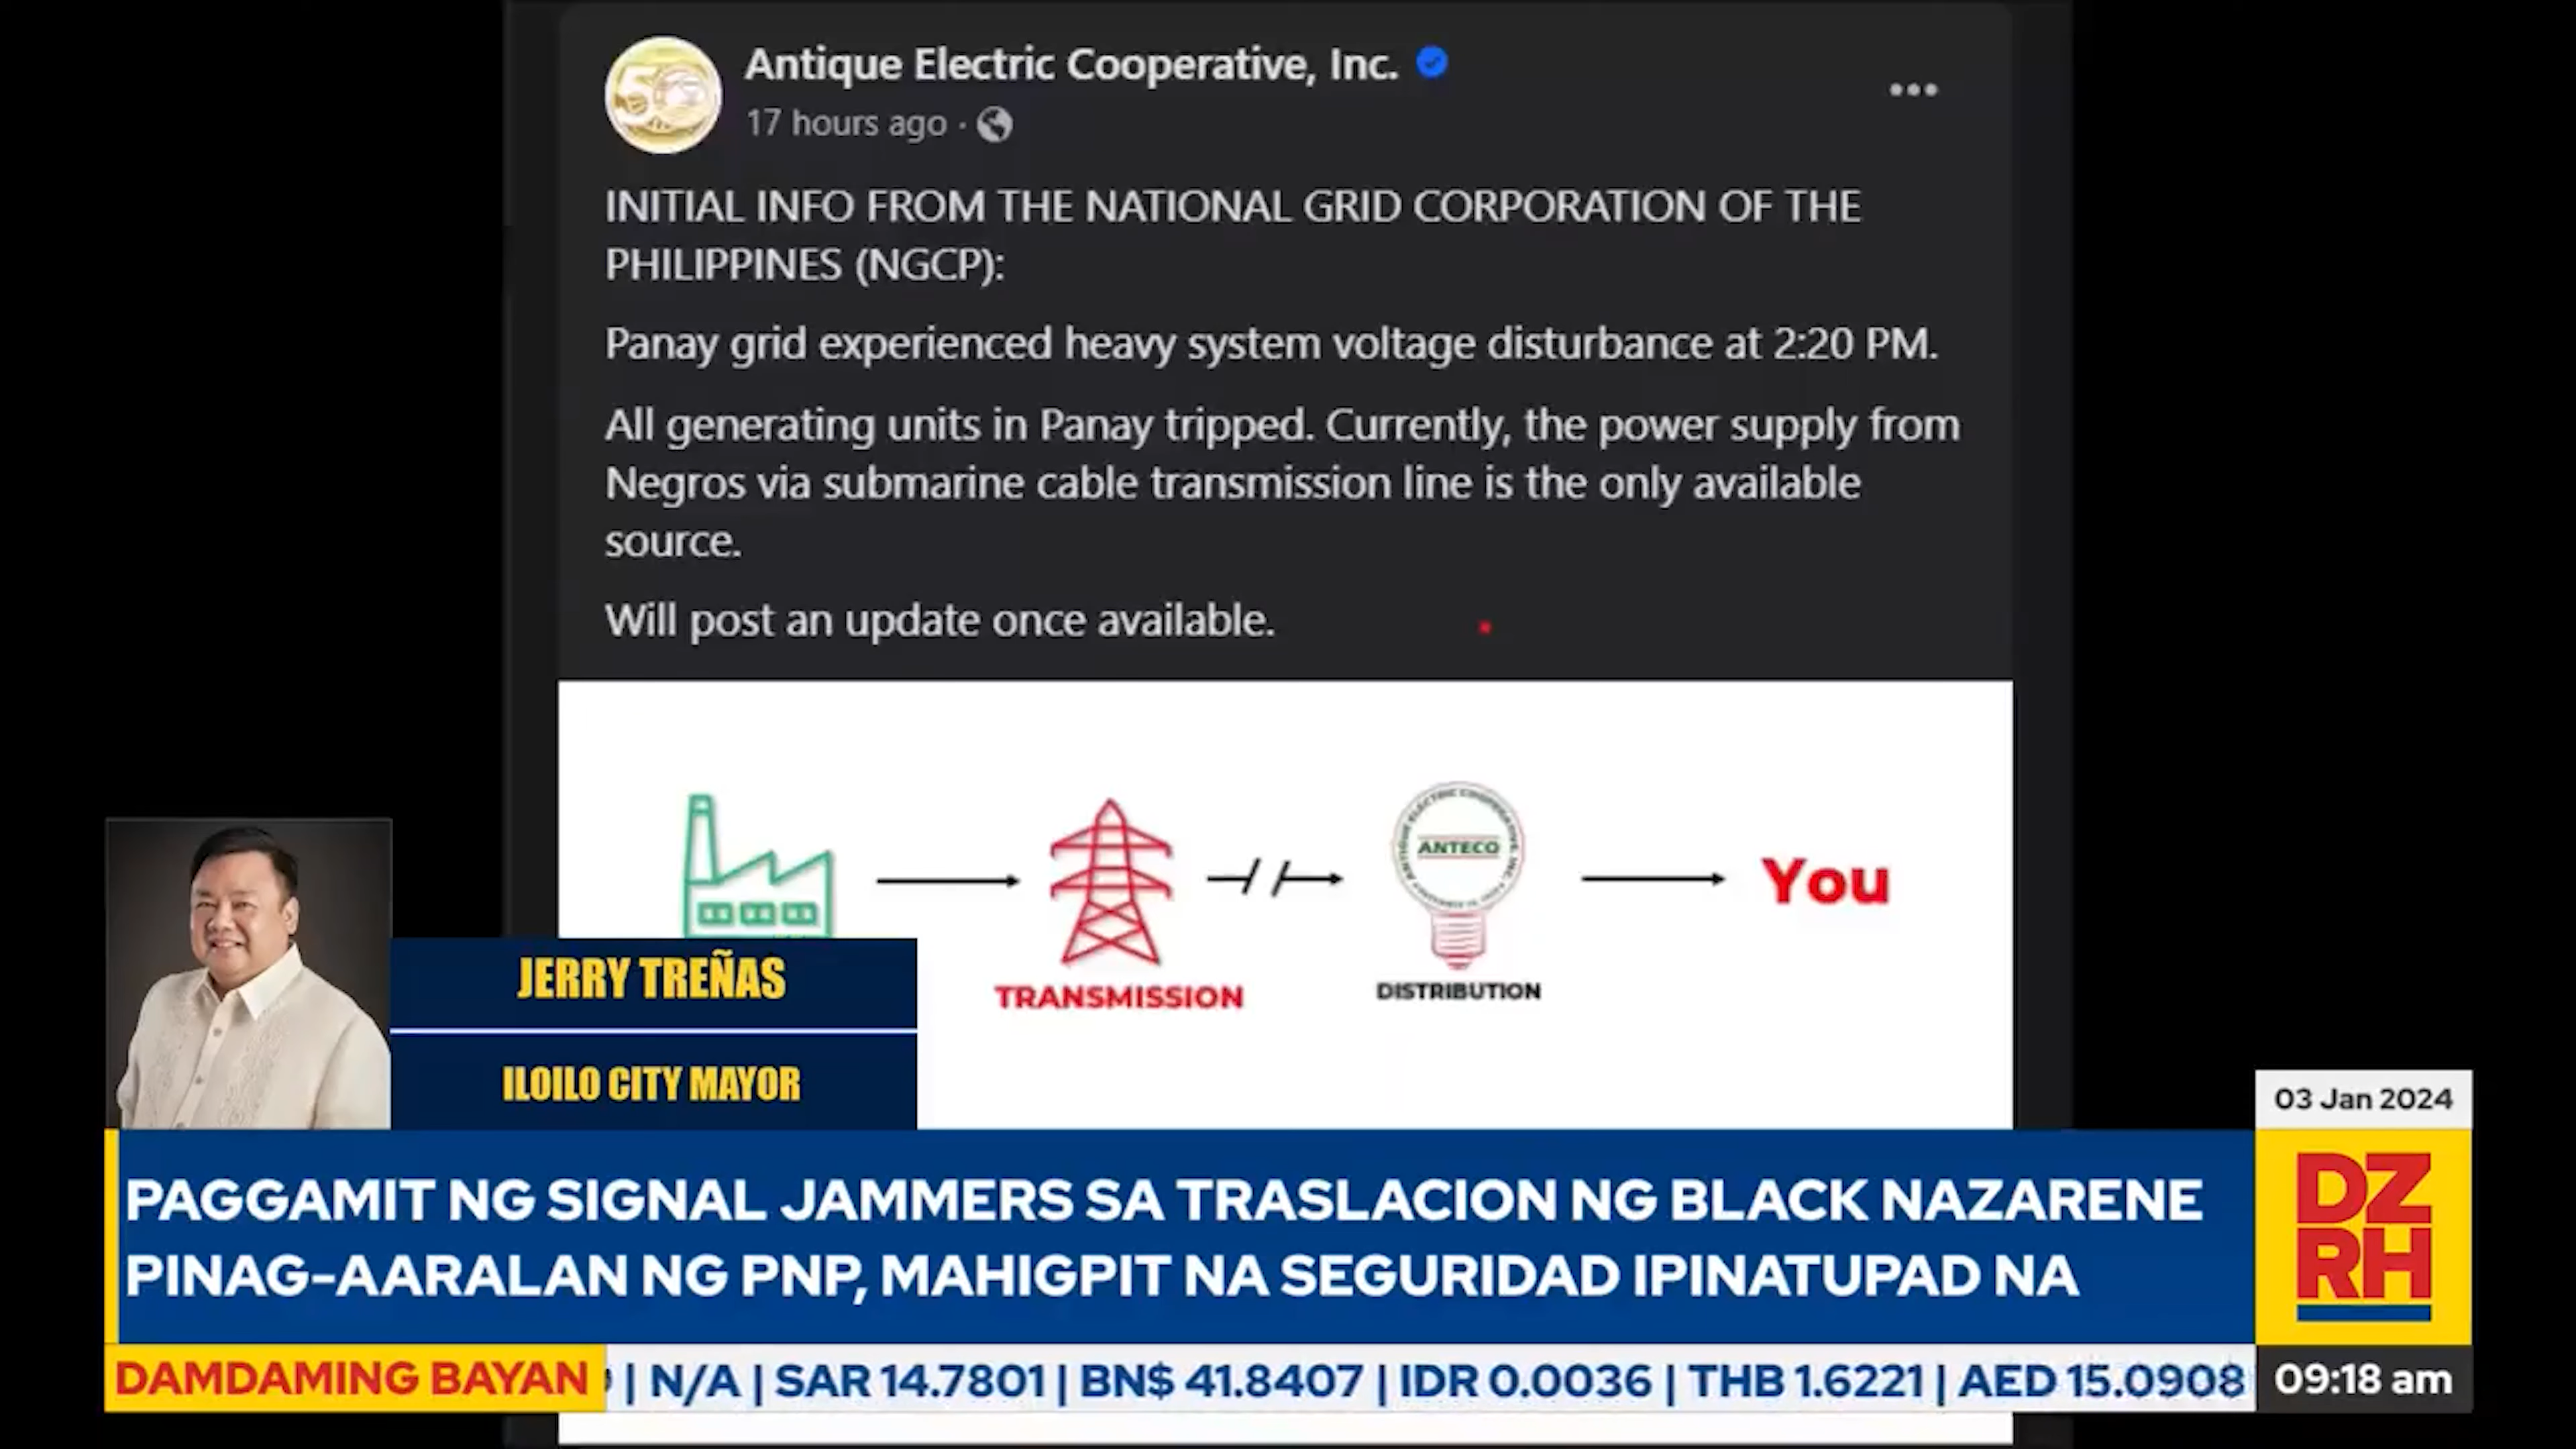 Antique Electric Cooperative, Inc.
17 hours ago ·
INITIAL INFO FROM THE NATIONAL GRID CORPORATION OF THE
PHILIPPINES (NGCP):
Panay grid experienced heavy system voltage disturbance at 2:20 PM.
All generating units in Panay tripped. Currently, the power supply from
Negros via submarine cable transmission line is the only available
source.
Will post an update once available.
ANTECO
You
TRANSMISSION
DISTRIBUTION
JERRY TREÑAS
ILOILO CITY MAYOR
03 Jan 2024
PAGGAMIT NG SIGNAL JAMMERS SA TRASLACION NG BLACK NAZARENE
PINAG-AARALAN NG PNP, MAHIGPIT NA SEGURIDAD IPINATUPAD NA
DZ
RH
DAMDAMING BAYAN
| N/A | SAR 14.7801 | BN$ 41.8407 | IDR 0.0036 | THB 1.6221 | AED 15.0908
09:18 am